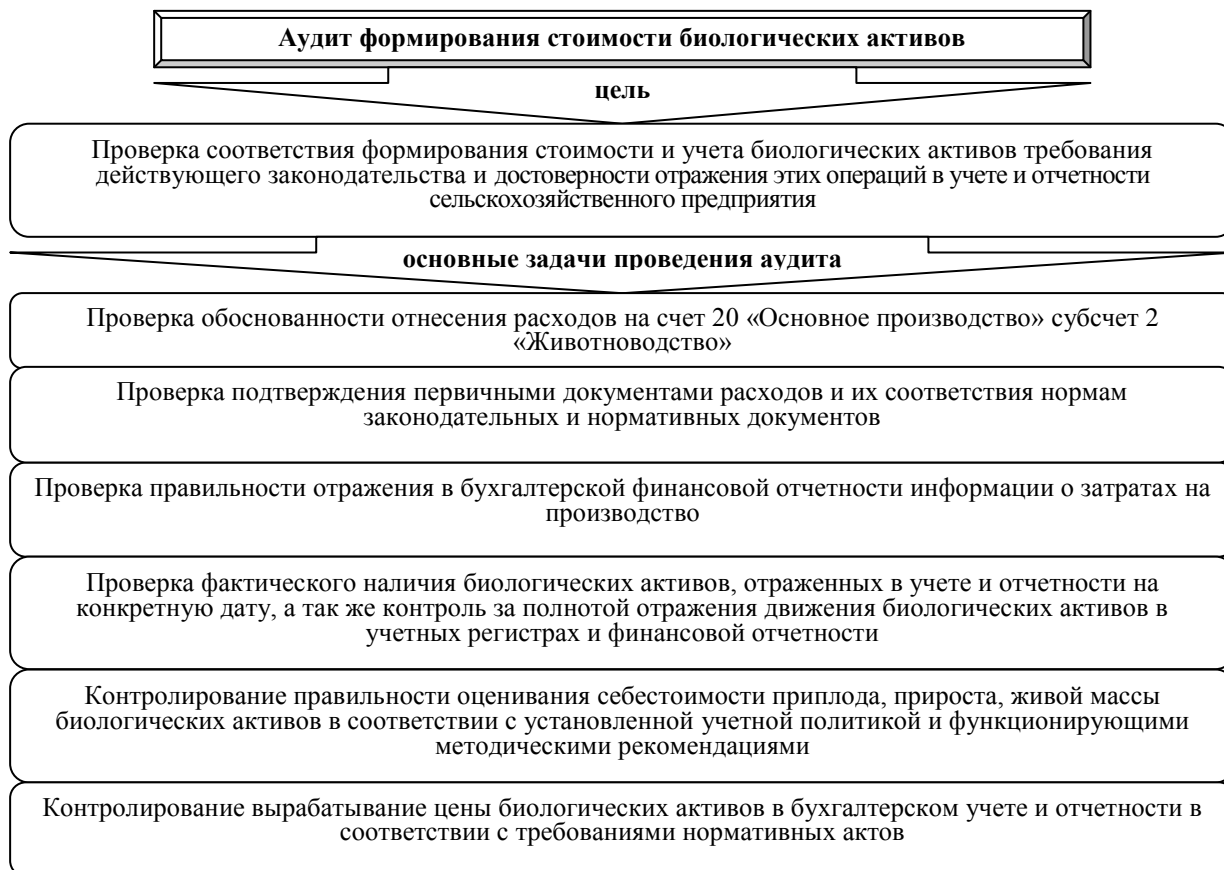 Аудит формирования стоимости биологических активов
цель
Проверка соответствия формирования стоимости и учета биологических активов требования
действующего законодательства и достоверности отражения этих операций в учете и отчетности
сельскохозяйственного предприятия
основные задачи проведения аудита
Проверка обоснованности отнесения расходов на счет 20 «Основное производство» субсчет 2
«Животноводство»
Проверка подтверждения первичными документами расходов и их соответствия нормам
законодательных и нормативных документов
Проверка правильности отражения в бухгалтерской финансовой отчетности информации о затратах на
производство
Проверка фактического наличия биологических активов, отраженных в учете и отчетности на
конкретную дату, а так же контроль за полнотой отражения движения биологических активов в
учетных регистрах и финансовой отчетности
Контролирование правильности оценивания себестоимости приплода, прироста, живой массы
биологических активов в соответствии с установленной учетной политикой и функционирующими
методическими рекомендациями
Контролирование вырабатывание цены биологических активов в бухгалтерском учете и отчетности в
соответствии с требованиями нормативных актов